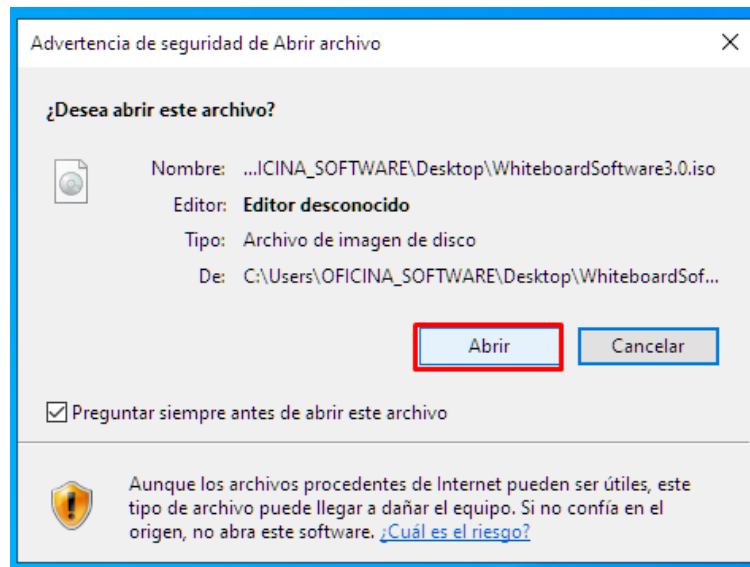 Advertencia de seguridad de Abrir archivo
¿Desea abrir este archivo?
Nombre: ...ICINA_SOFTWARE\Desktop\WhiteboardSoftware3.0.iso
Editor: Editor desconocido
Tipo: Archivo de imagen de disco
De: C:\Users\OFICINA_SOFTWARE\Desktop\WhiteboardSof...
Abrir Cancelar
Preguntar siempre antes de abrir este archivo
Aunque los archivos procedentes de Internet pueden ser útiles, este
tipo de archivo puede llegar a dañar el equipo. Si no confía en el
origen, no abra este software. ¿Cuál es el riesgo?